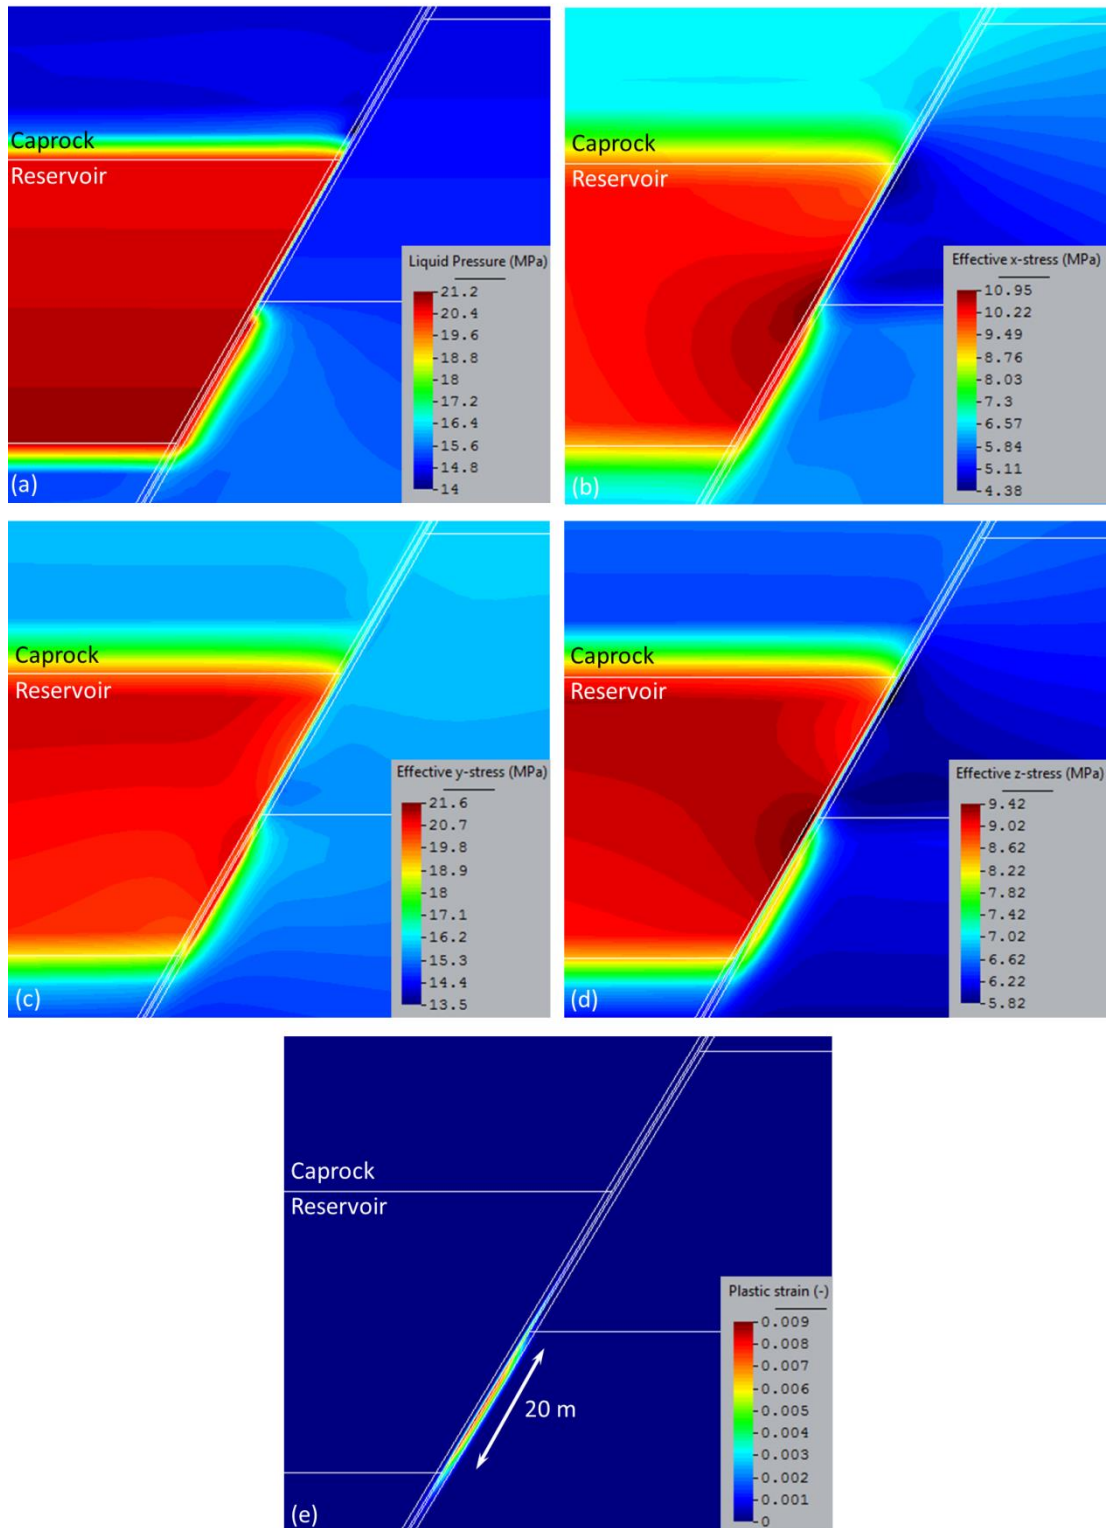 Caprock
Reservoir
Liquid Pressure (MPa)
21.2
20.4
19.6
18.8
18
17.2
16.4
15.6
14.8
14
(a)
Caprock
Reservoir
Effective x-stress (MPa)
10.95
10.22
9.49
8.76
8.03
7.3
6.57
5.84
5.11
4.38
(b)
Caprock
Reservoir
Effective y-stress (MPa)
21.6
20.7
19.8
18.9
18
17.1
16.2
15.3
14.4
13.5
(c)
Caprock
Reservoir
Effective z-stress (MPa)
9.42
9.02
8.62
8.22
7.82
7.42
7.02
6.62
6.22
5.82
(d)
Caprock
Reservoir
Plastic strain (-)
0.009
0.008
0.007
0.006
0.005
0.004
0.003
0.002
0.001
0
20 m
(e)